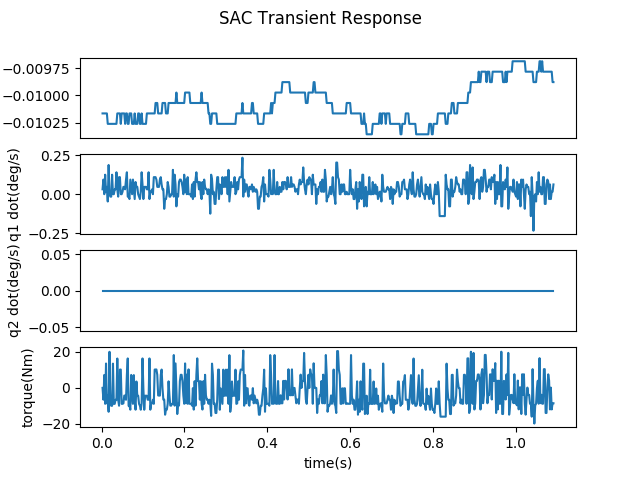 SAC Transient Response
−0.00975
−0.01000
−0.01025
q1 dot(deg/s)
0.25
0.00
−0.25
q2 dot(deg/s)
0.05
0.00
−0.05
torque(Nm)
20
0
−20
0.0 0.2 0.4 0.6 0.8 1.0
time(s)